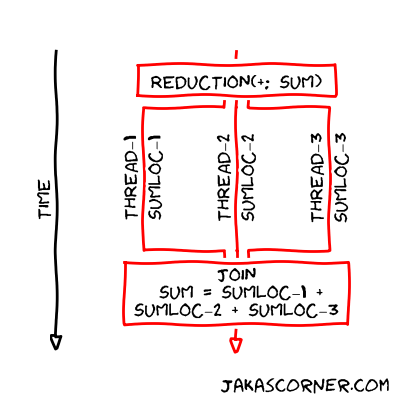 REDUCTION(+: SUM)
TIME
THREAD-1
SUMLOC-1
THREAD-2
SUMLOC-2
THREAD-3
SUMLOC-3
JOIN
SUM = SUMLOC-1 +
SUMLOC-2 + SUMLOC-3
JAKASCORNER.COM